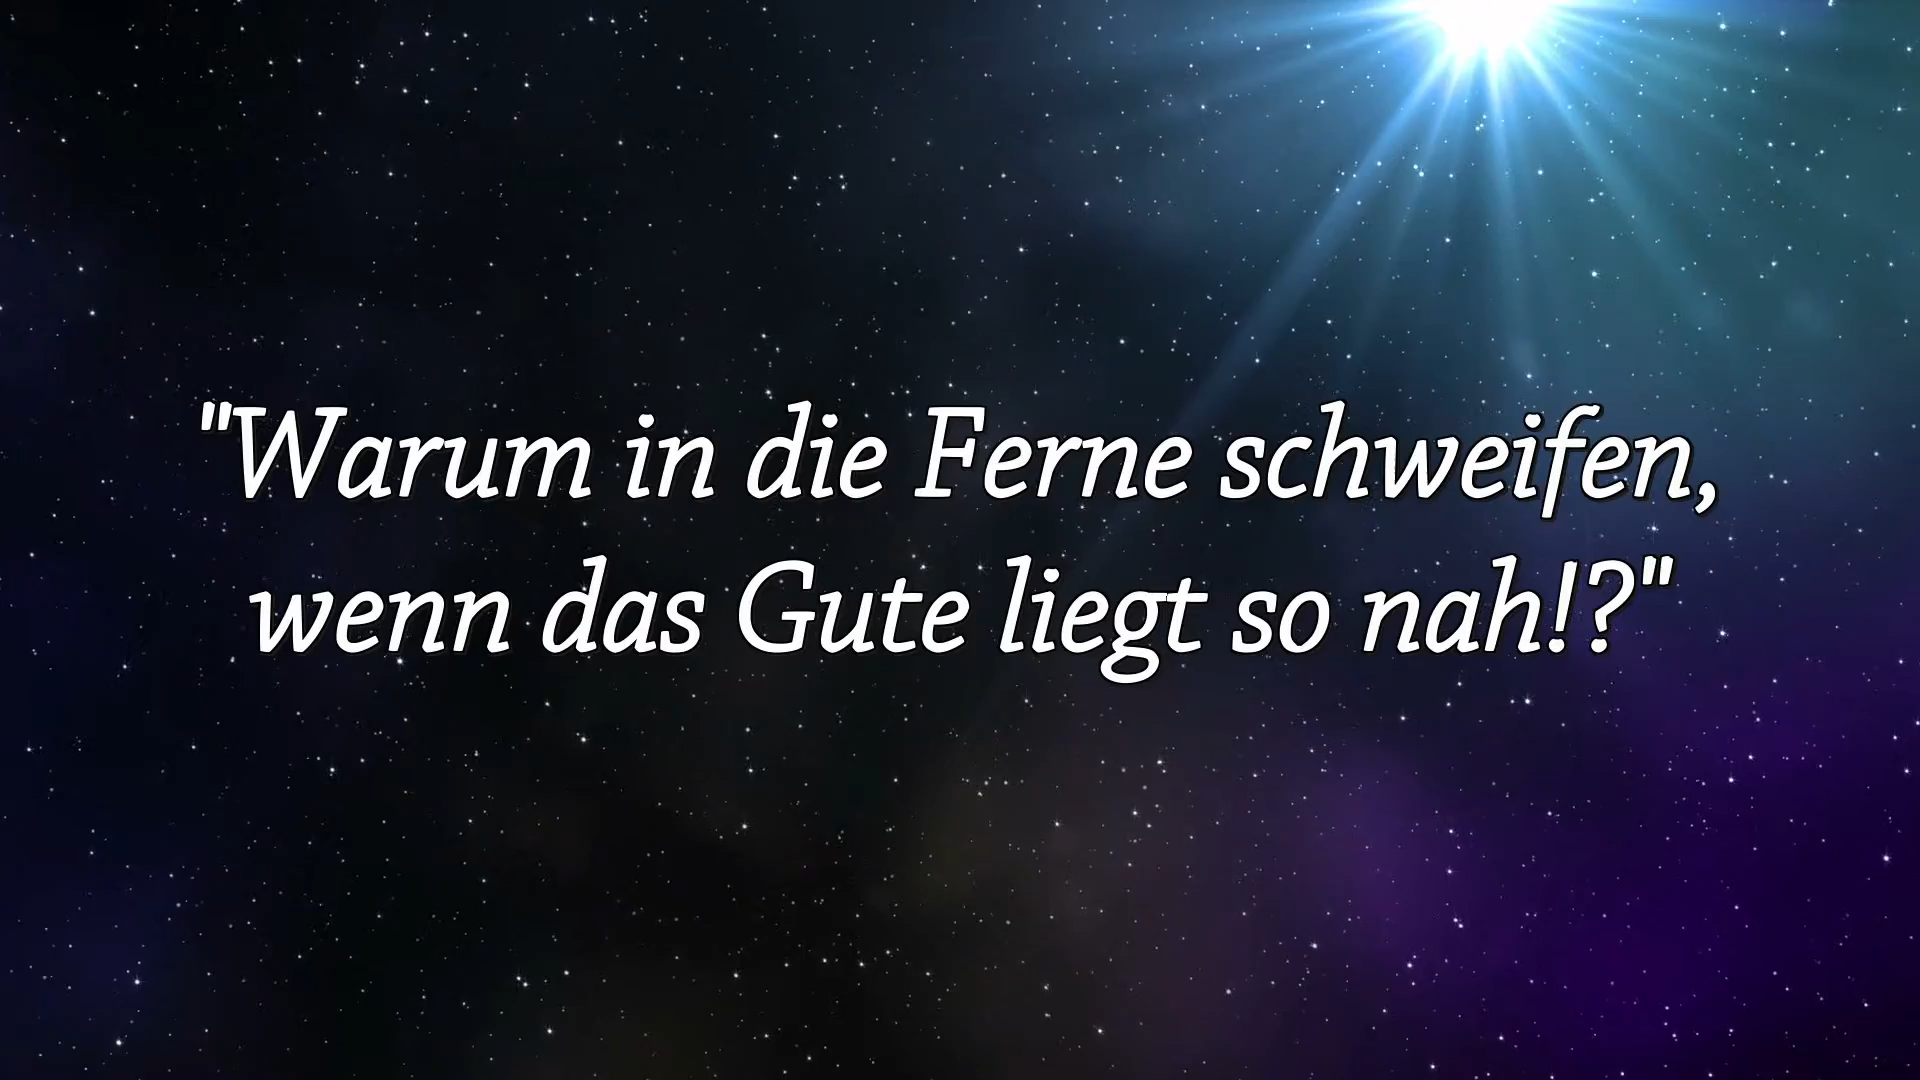 "Warum in die Ferne schweifen,
wenn das Gute liegt so nah!?"